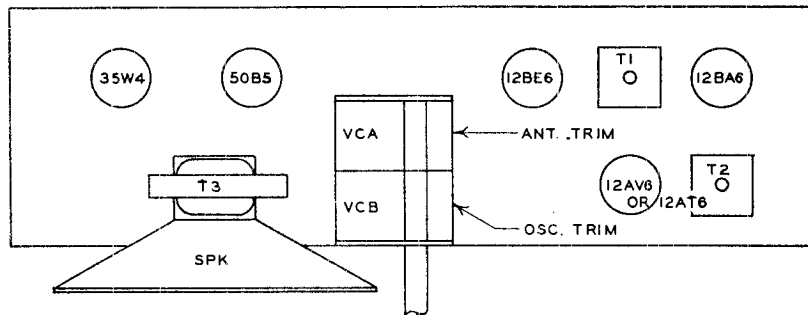 35W4
50B5
12BE6
T1
12BA6
VCA
ANT. TRIM
T3
VCB
12AV6
OR 12AT6
T2
OSC. TRIM
SPK